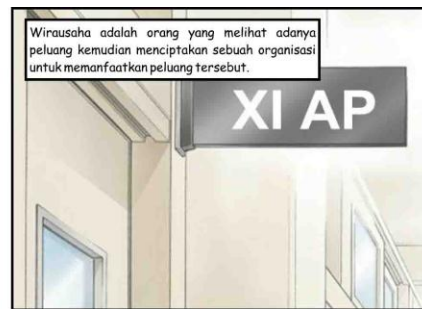 Wirausaha adalah orang yang melihat adanya
peluang kemudian menciptakan sebuah organisasi
untuk memanfaatkan peluang tersebut.
XI AP